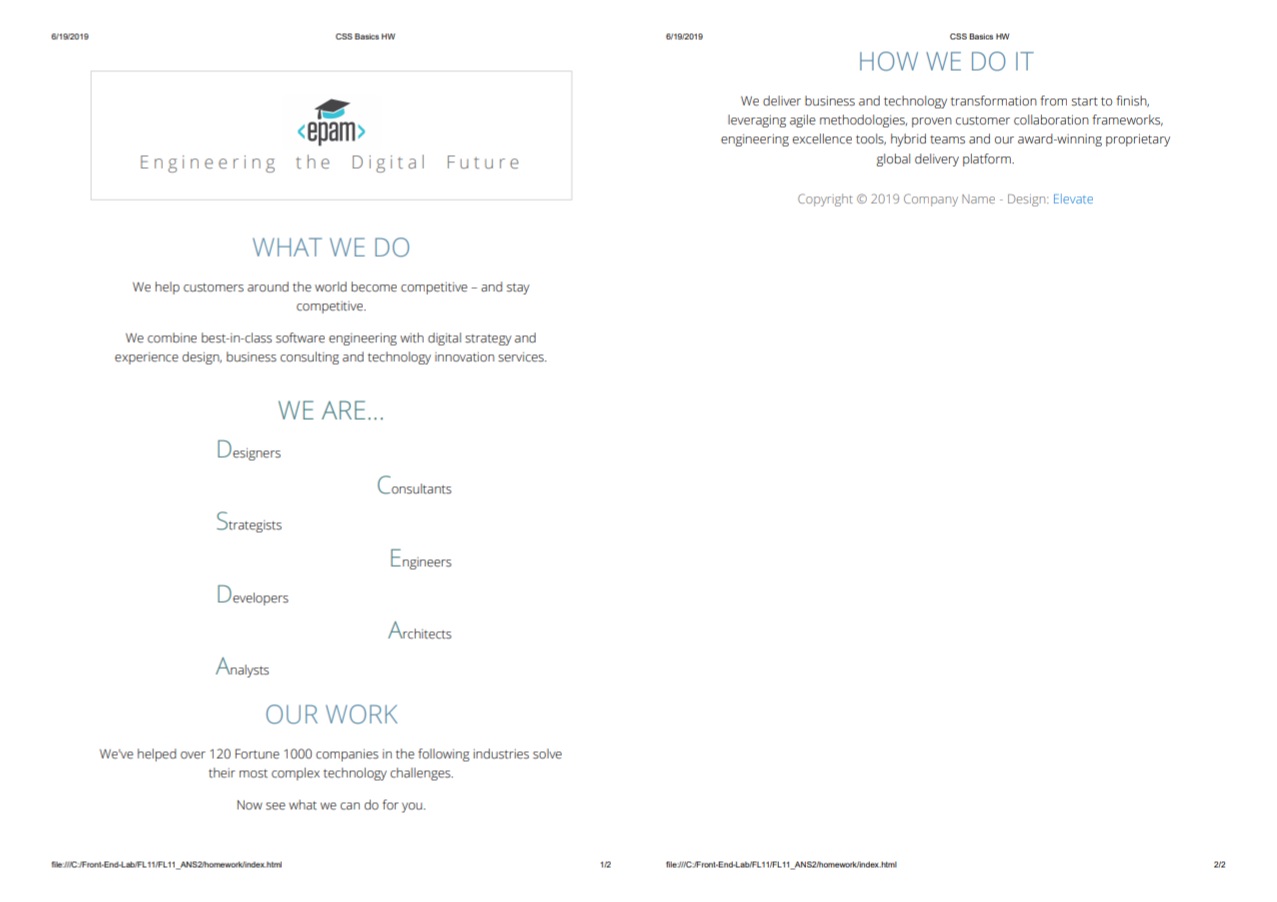 6/19/2019 CSS Basics HW
<epam>
Engineering the Digital Future
WHAT WE DO
We help customers around the world become competitive – and stay
competitive.
We combine best-in-class software engineering with digital strategy and
experience design, business consulting and technology innovation services.
WE ARE...
Designers
Consultants
Strategists
Engineers
Developers
Architects
Analysts
OUR WORK
We've helped over 120 Fortune 1000 companies in the following industries solve
their most complex technology challenges.
Now see what we can do for you.
file:///C:/Front-End-Lab/FL11/FL11_ANS2/homework/index.html 1/2
6/19/2019 CSS Basics HW
HOW WE DO IT
We deliver business and technology transformation from start to finish,
leveraging agile methodologies, proven customer collaboration frameworks,
engineering excellence tools, hybrid teams and our award-winning proprietary
global delivery platform.
Copyright © 2019 Company Name - Design: Elevate
file:///C:/Front-End-Lab/FL11/FL11_ANS2/homework/index.html 2/2